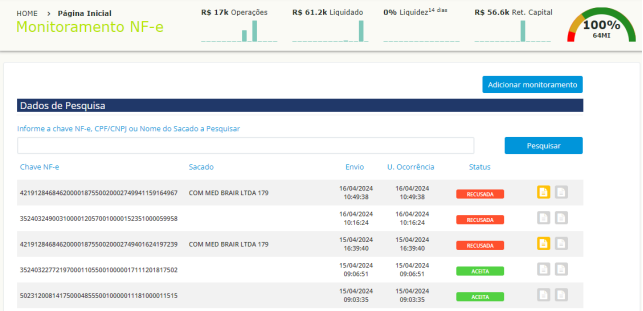 HOME > Página Inicial
Monitoramento NF-e
R$ 17k Operações
R$ 61.2k Liquidado
0% Liquidez 14 dias
R$ 56.6k Ret. Capital
100%
64MI
Adicionar monitoramento
Dados de Pesquisa
Informe a chave NF-e, CPF/CNPJ ou Nome do Sacado a Pesquisar
Pesquisar
Chave NF-e Sacado Envio U. Ocorrência Status
42191284684620000187550020002749941159164967 COM MED BRAIR LTDA 179 16/04/2024 10:49:38 16/04/2024 10:49:38 RECUSADA
35240324900310000120570010000152351000059958 16/04/2024 10:16:24 16/04/2024 10:16:24 RECUSADA
42191284684620000187550020002749401624197239 COM MED BRAIR LTDA 179 15/04/2024 16:39:40 15/04/2024 16:39:40 RECUSADA
35240322772197000110550010000017111201817502 15/04/2024 09:06:51 15/04/2024 09:06:51 ACEITA
50231200814175000485550010000011181000011515 15/04/2024 09:03:35 15/04/2024 09:03:35 ACEITA